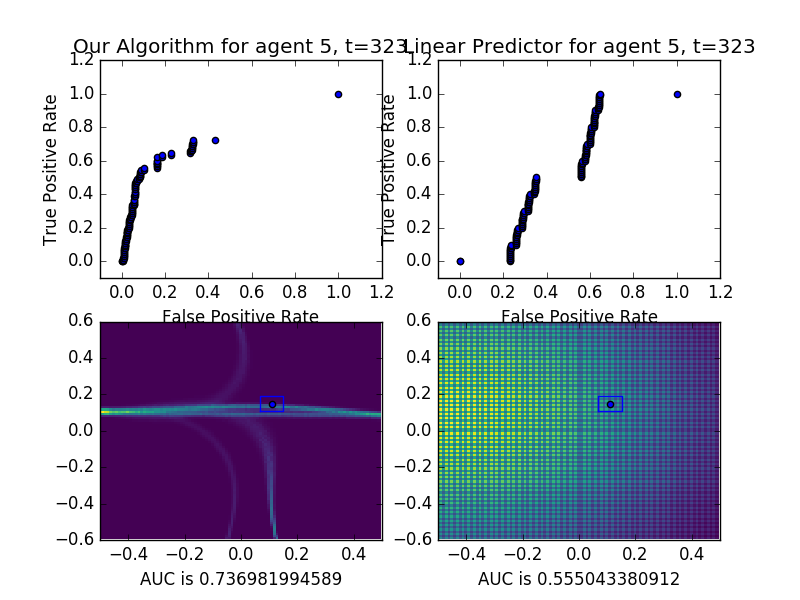 Our Algorithm for agent 5, t=323
Linear Predictor for agent 5, t=323
True Positive Rate
1.2
1.0
0.8
0.6
0.4
0.2
0.0
0.0 0.2 0.4 0.6 0.8 1.0 1.2
False Positive Rate
True Positive Rate
1.2
1.0
0.8
0.6
0.4
0.2
0.0
0.0 0.2 0.4 0.6 0.8 1.0 1.2
False Positive Rate
0.6
0.4
0.2
0.0
−0.2
−0.4
−0.6
−0.4 −0.2 0.0 0.2 0.4
AUC is 0.736981994589
0.6
0.4
0.2
0.0
−0.2
−0.4
−0.6
−0.4 −0.2 0.0 0.2 0.4
AUC is 0.555043380912